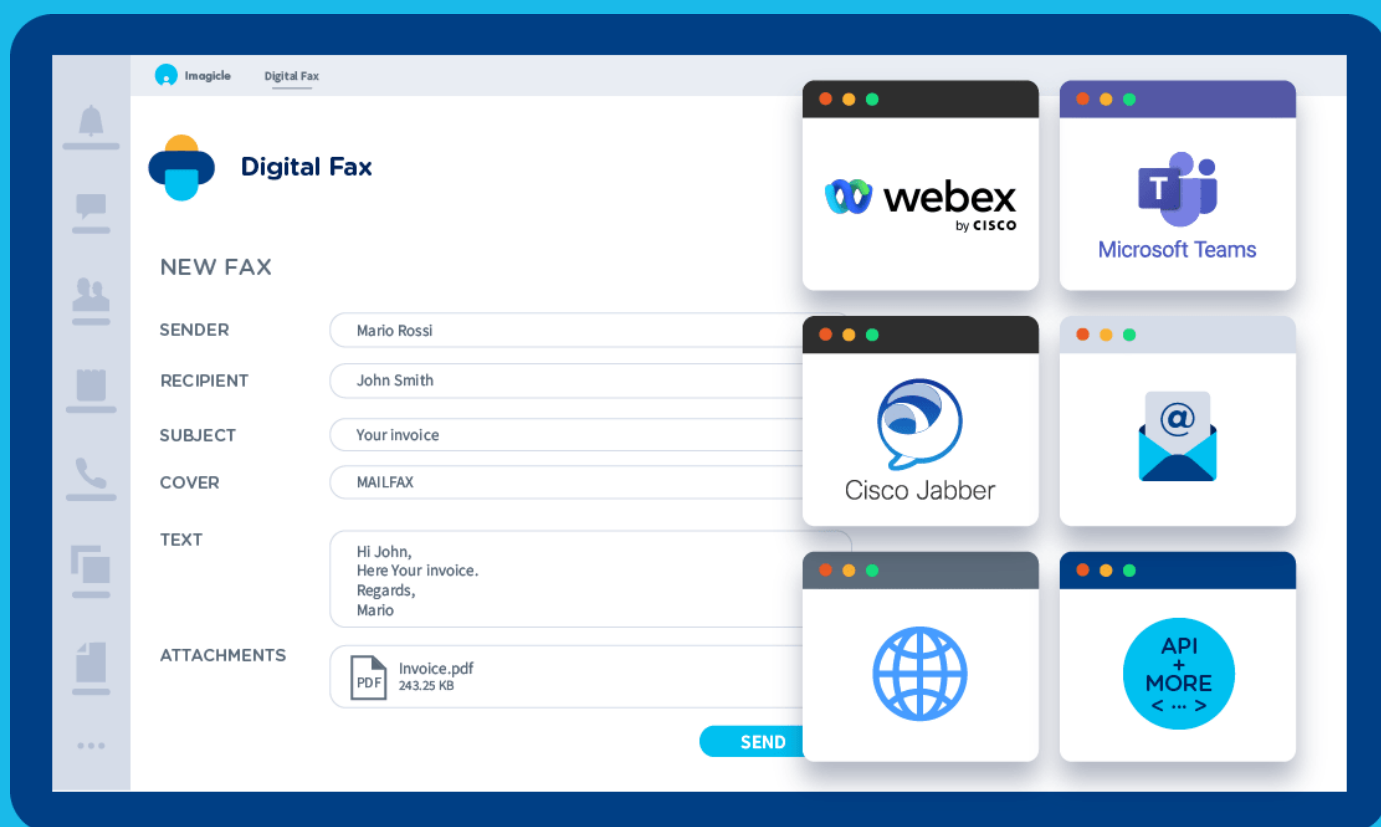 Imagicle Digital Fax
Digital Fax
NEW FAX
SENDER
Mario Rossi
RECIPIENT
John Smith
SUBJECT
Your invoice
COVER
MAILFAX
TEXT
Hi John,
Here Your invoice.
Regards,
Mario
ATTACHMENTS
PDF
Invoice.pdf
243.25 KB
SEND
webex
by CISCO
T
Microsoft Teams
Cisco Jabber
@
API
+
MORE
< ... >